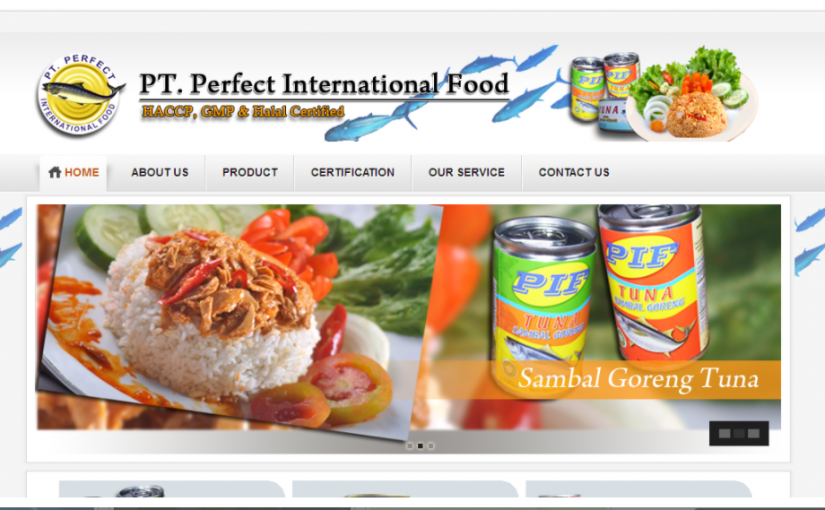 PT. PERFECT
INTERNATIONAL FOOD
PT. Perfect International Food
HACCP, GMP & Halal Certified
PIF
PIF
HOME
ABOUT US
PRODUCT
CERTIFICATION
OUR SERVICE
CONTACT US
PIF
TUNA
SAMBAL GORENG
PIF
TUNA
SAMBAL GORENG
Sambal Goreng Tuna